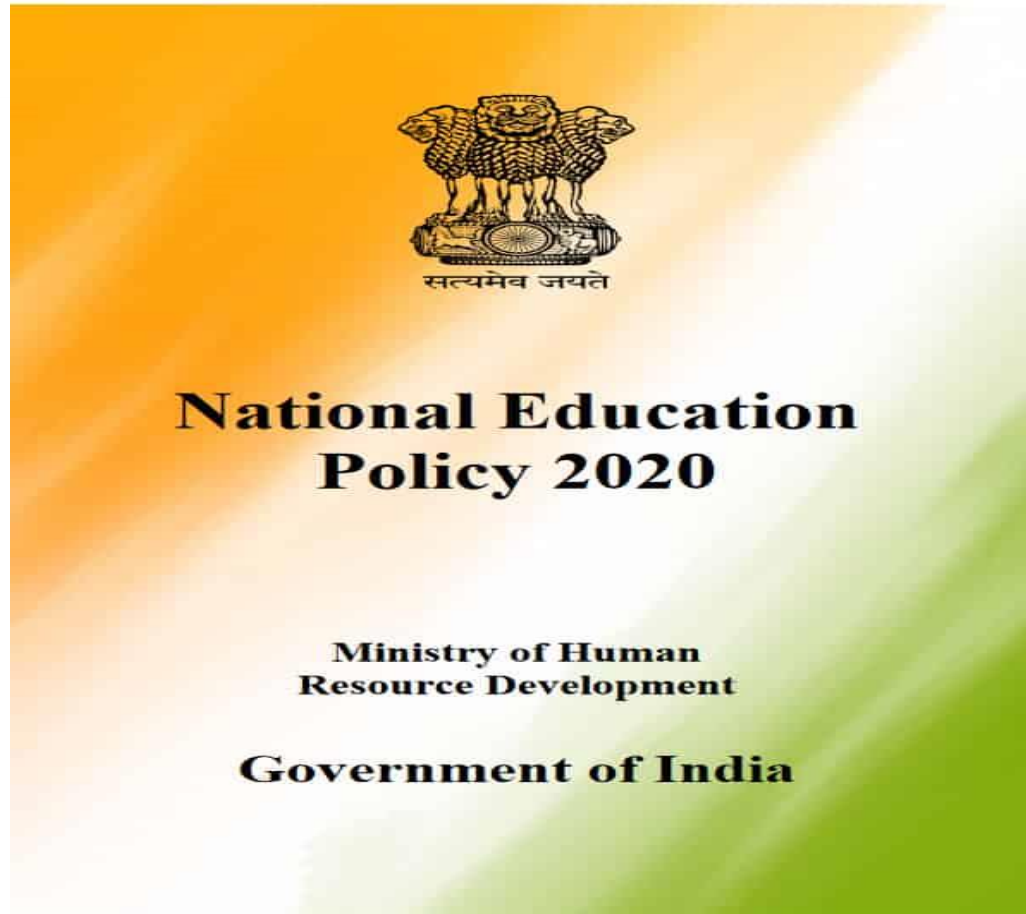 सत्यमेव जयते
National Education
Policy 2020
Ministry of Human
Resource Development
Government of India